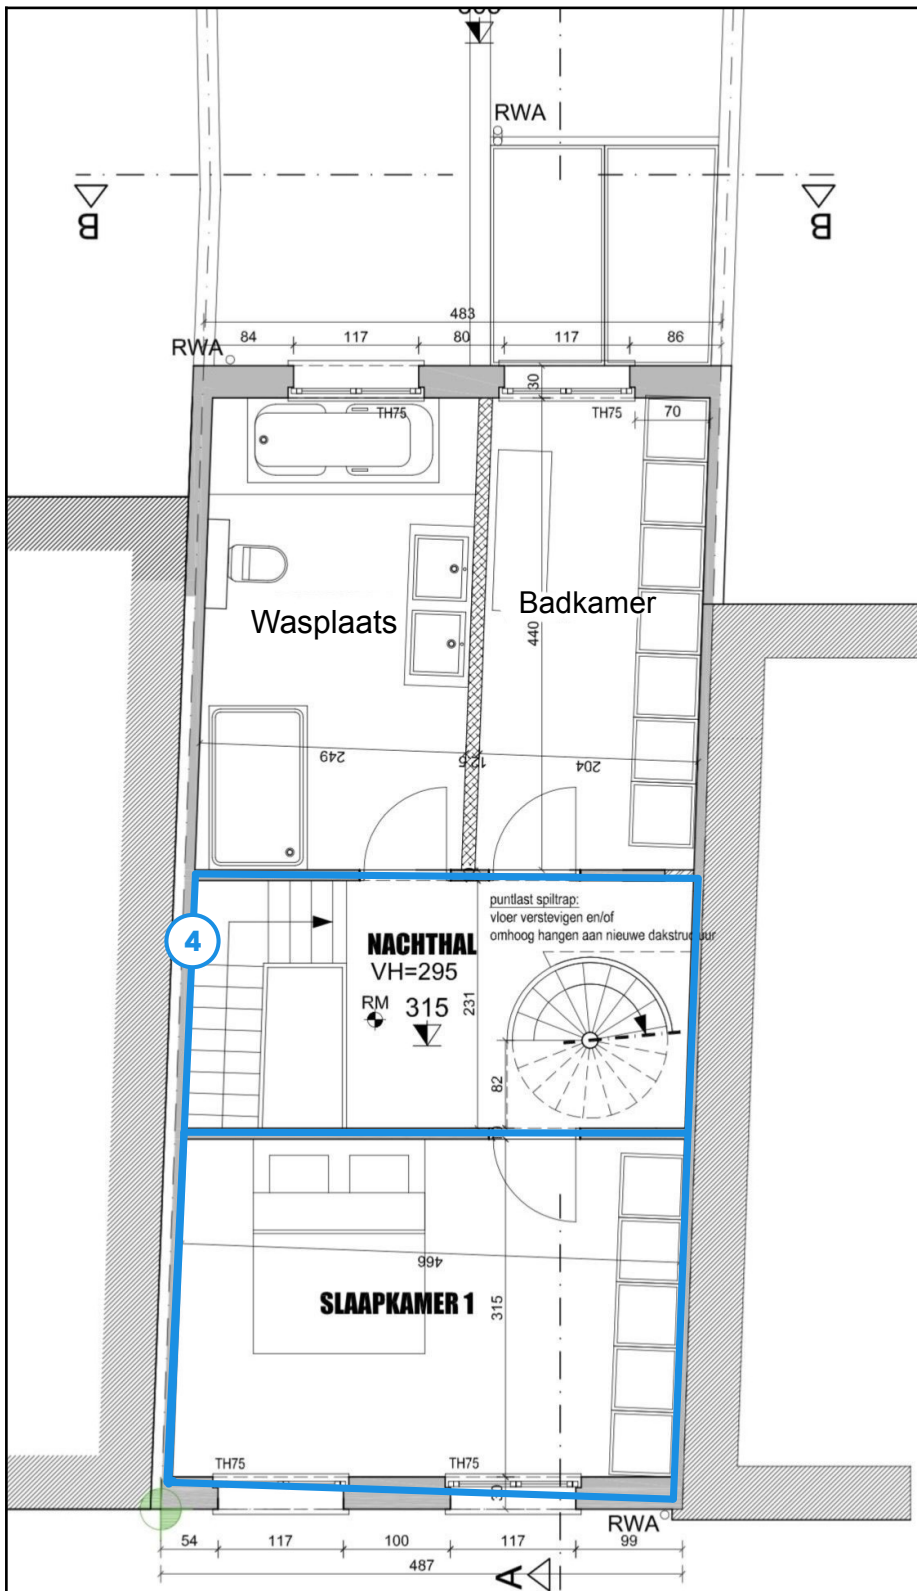 RWA
B
B
483
84
117
80
117
86
RWA
30
TH75
TH75
70
Wasplaats
Badkamer
440
249
12.5
204
puntlast spiltrap:
vloer verstevigen en/of
omhoog hangen aan nieuwe dakstructuur
4
NACHTHAL
VH=295
RM
315
231
82
466
SLAAPKAMER 1
315
TH75
TH75
30
RWA
54
117
100
117
99
487
A